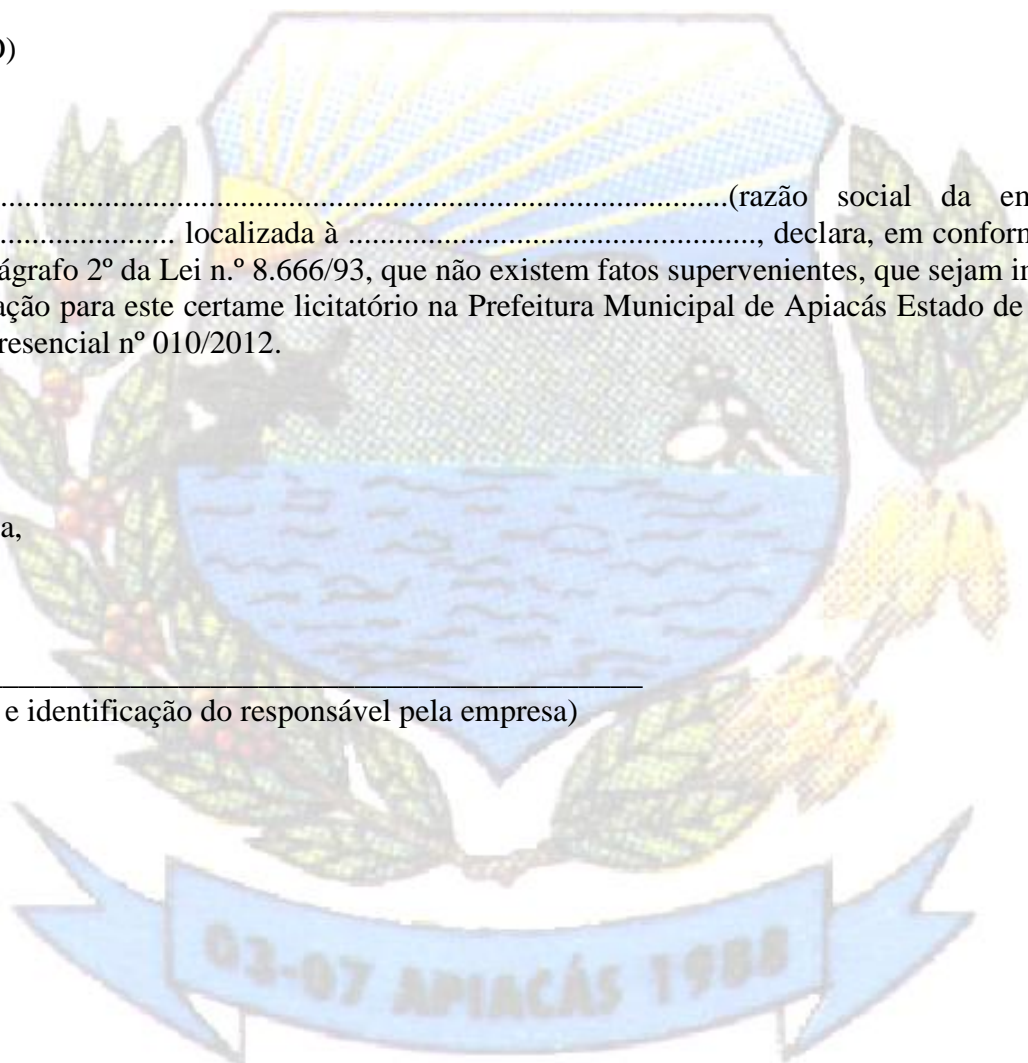 )
...............................................................................................(razão social da en
...................... localizada à ...................................................., declara, em conform
ágrafo 2º da Lei n.º 8.666/93, que não existem fatos supervenientes, que sejam in
ação para este certame licitatório na Prefeitura Municipal de Apiacás Estado de
resencial nº 010/2012.
a,
__________________________________________
e identificação do responsável pela empresa)
03-07 APIACÁS 1988